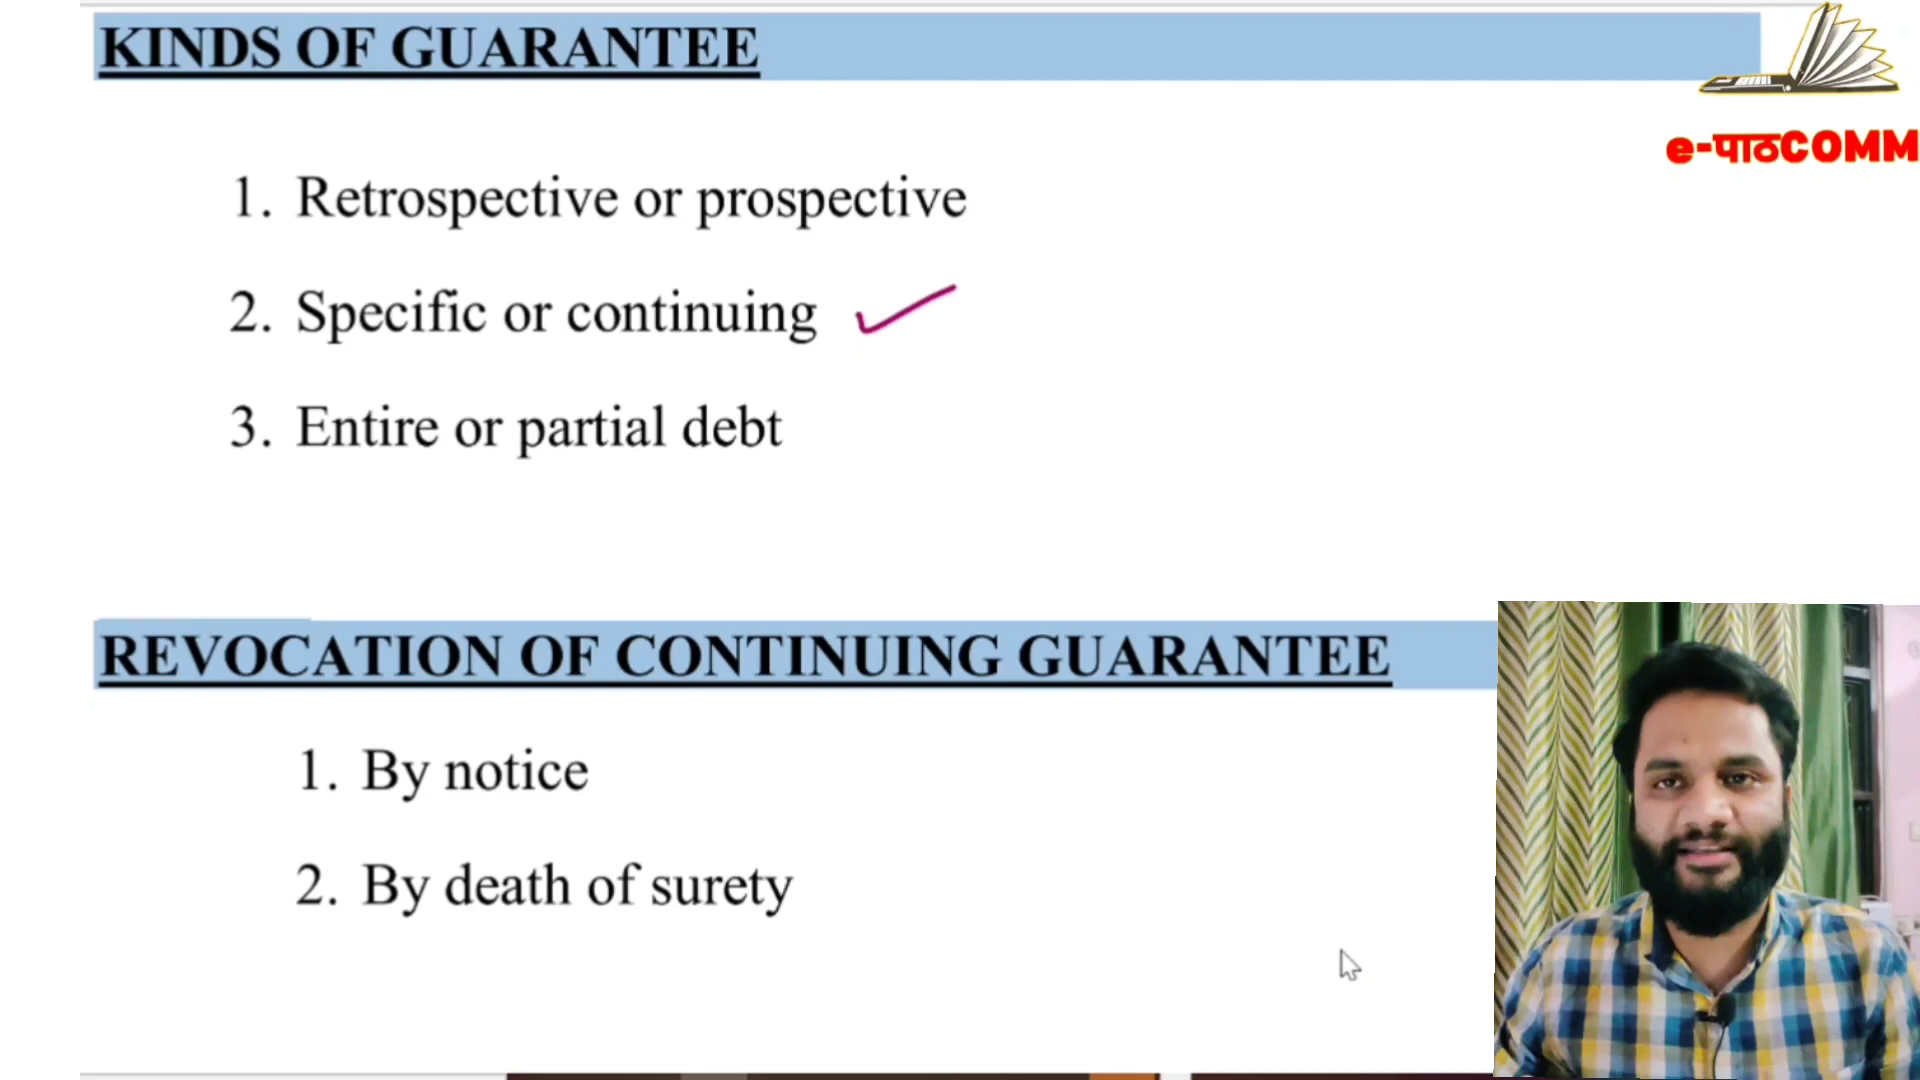 KINDS OF GUARANTEE
e-पाठCOMM
1. Retrospective or prospective
2. Specific or continuing
3. Entire or partial debt
REVOCATION OF CONTINUING GUARANTEE
1. By notice
2. By death of surety